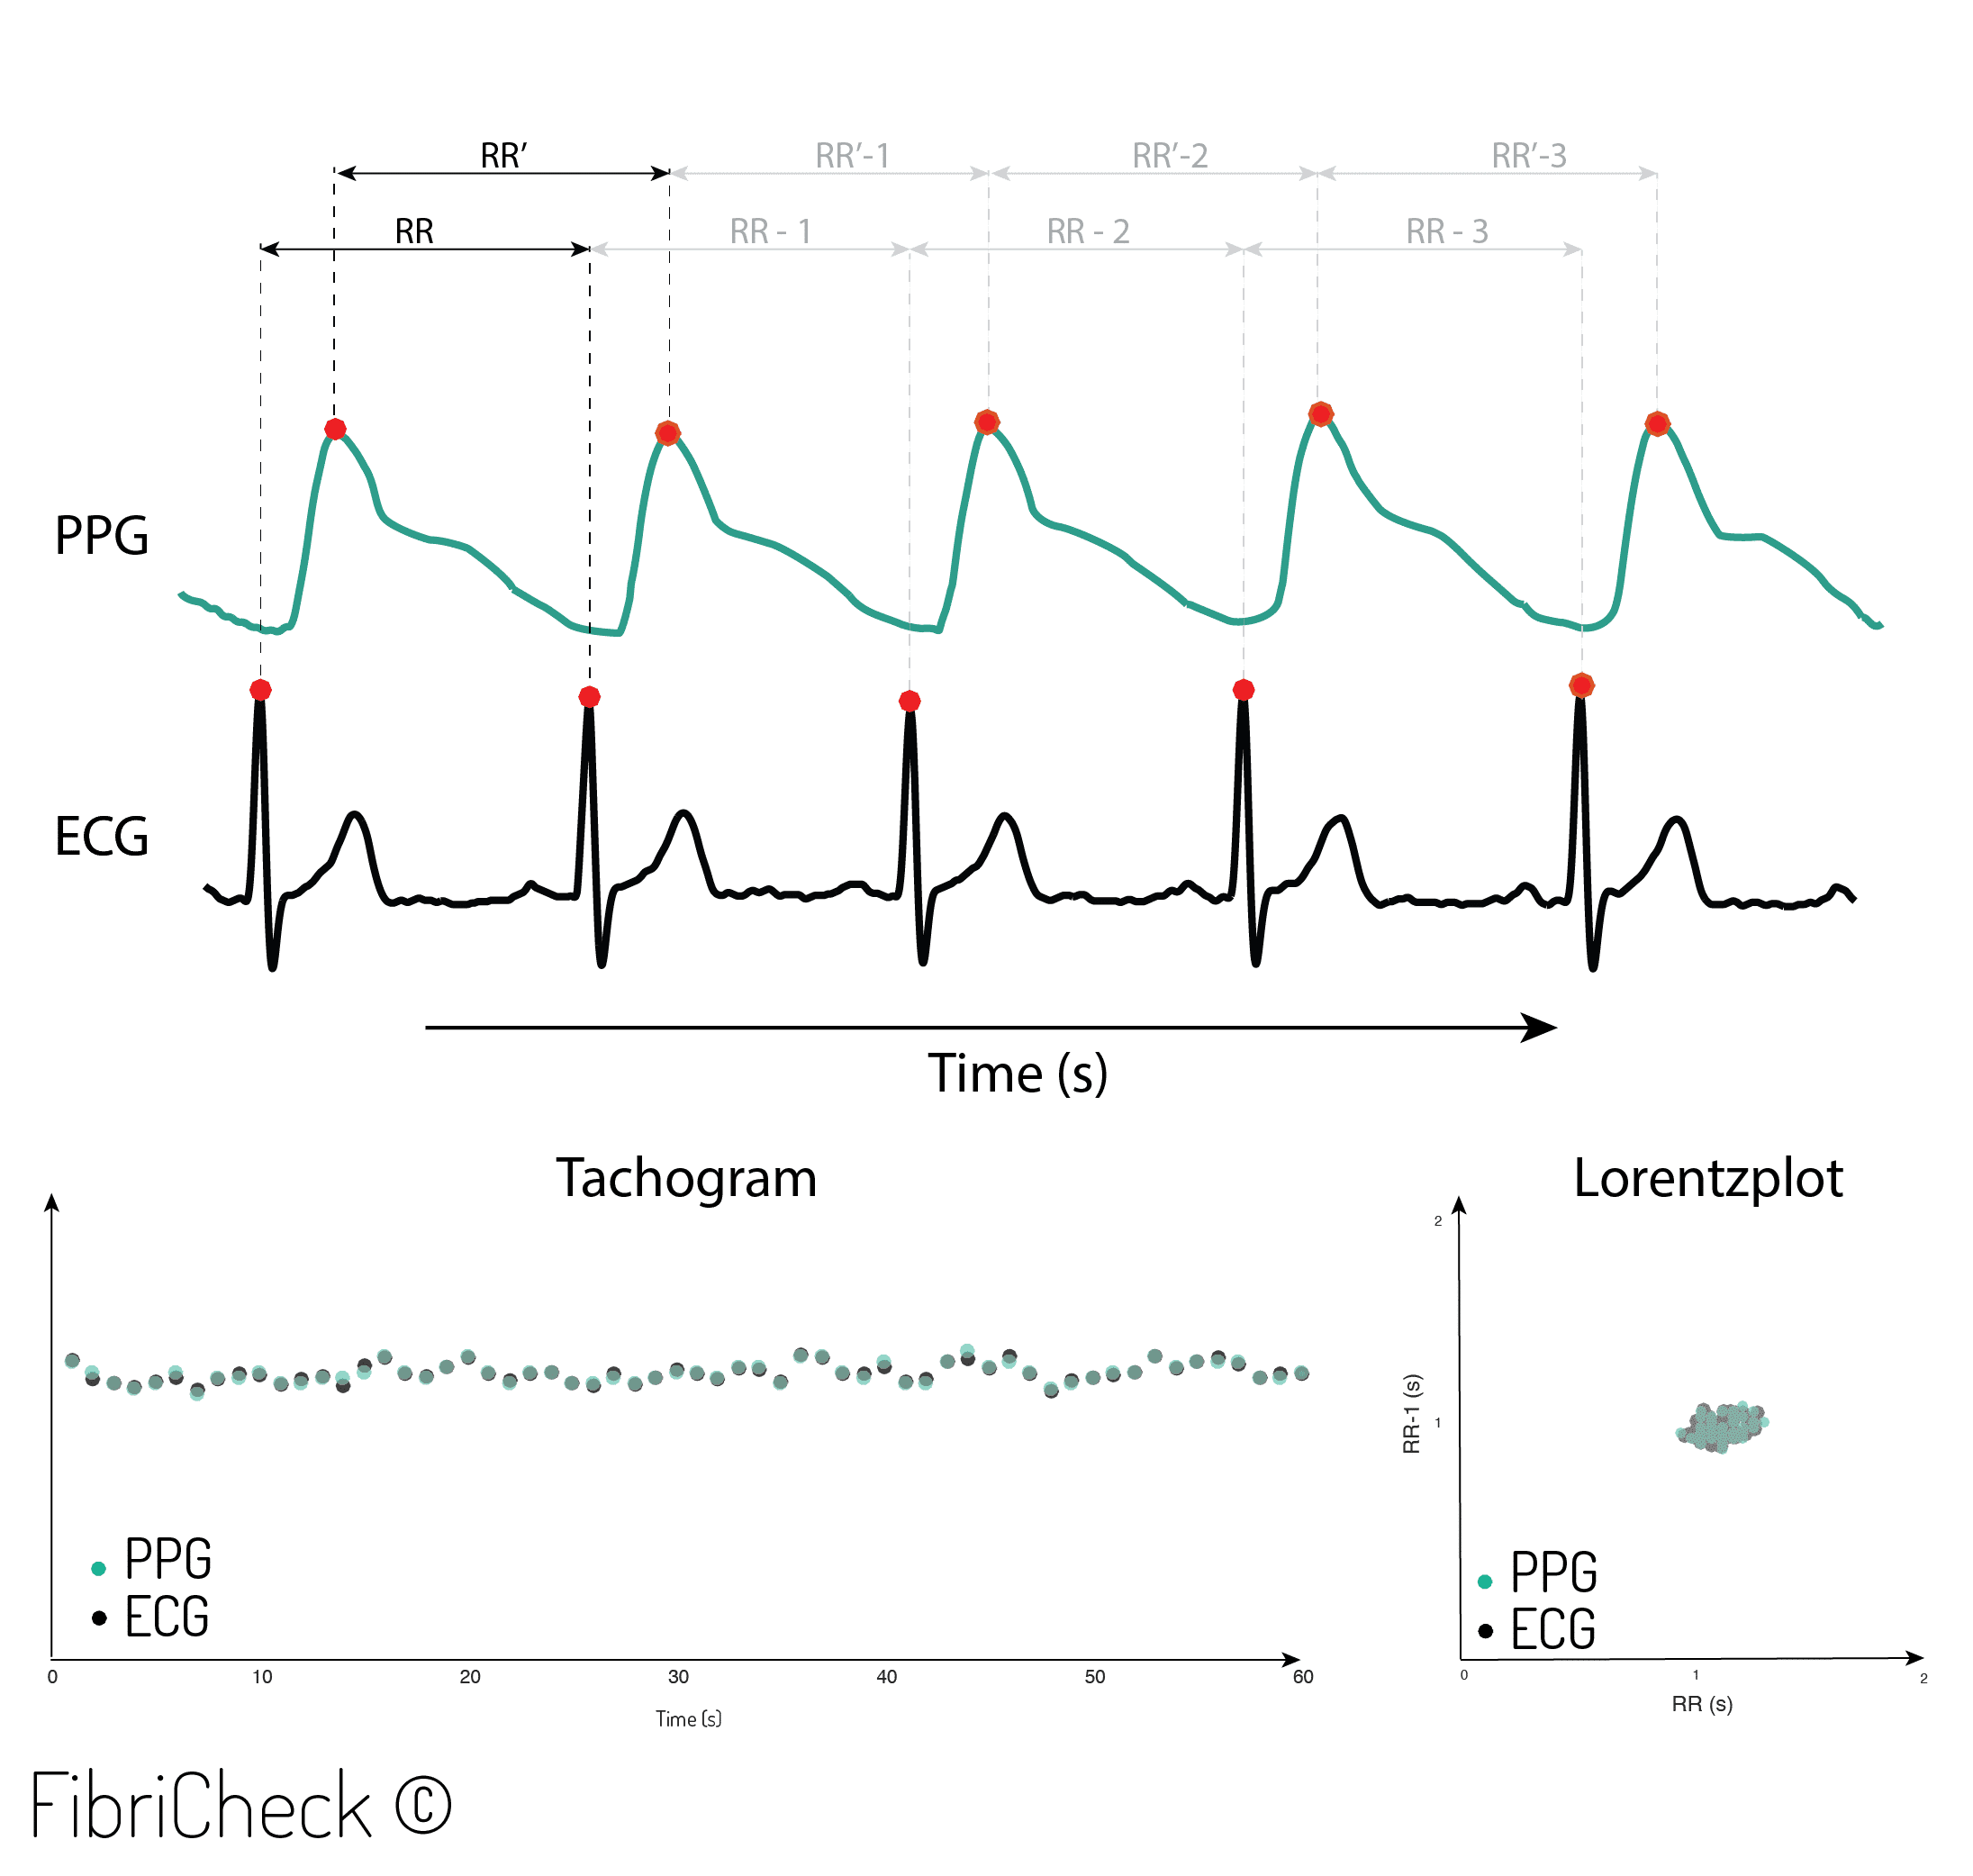 RR’
RR’-1
RR’-2
RR’-3
RR
RR - 1
RR - 2
RR - 3
PPG
ECG
Time (s)
Tachogram
Lorentzplot
2
RR-1 (s)
1
PPG
ECG
PPG
ECG
0
10
20
30
40
50
60
Time (s)
0
1
2
RR (s)
FibriCheck ©